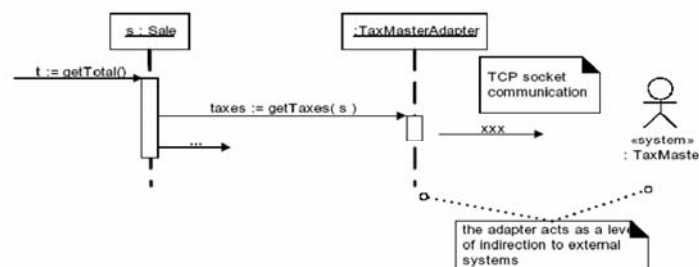 s : Sale
:TaxMasterAdapter
t := getTotal()
TCP socket
communication
taxes := getTaxes( s )
xxx
...
«system»
: TaxMaste
the adapter acts as a leve
of indirection to external
systems